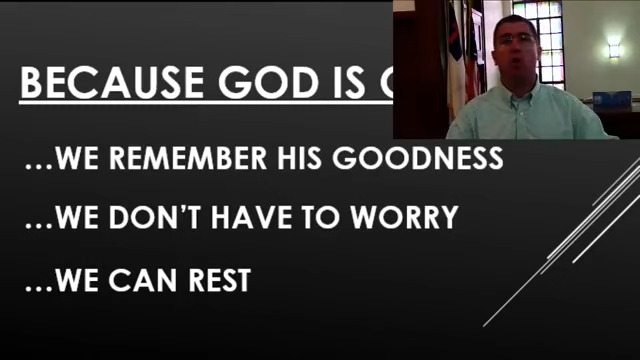 BECAUSE GOD IS
…WE REMEMBER HIS GOODNESS
…WE DON'T HAVE TO WORRY
…WE CAN REST